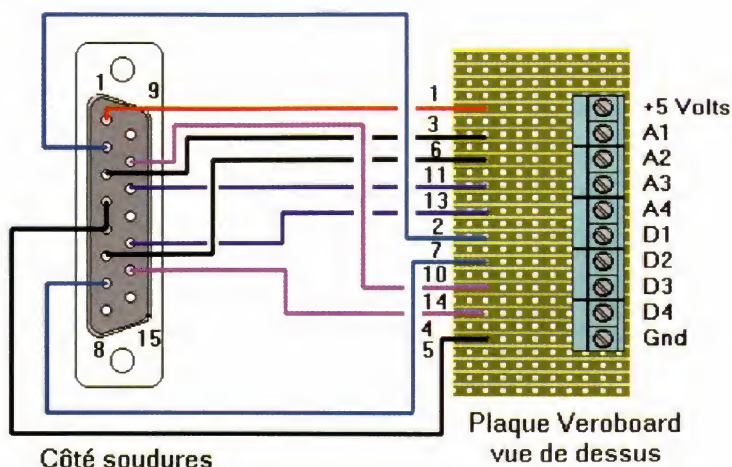 1
9
8
15
Côté soudures
1
3
6
11
13
2
7
10
14
4
5
+5 Volts
A1
A2
A3
A4
D1
D2
D3
D4
Gnd
Plaque Veroboard
vue de dessus